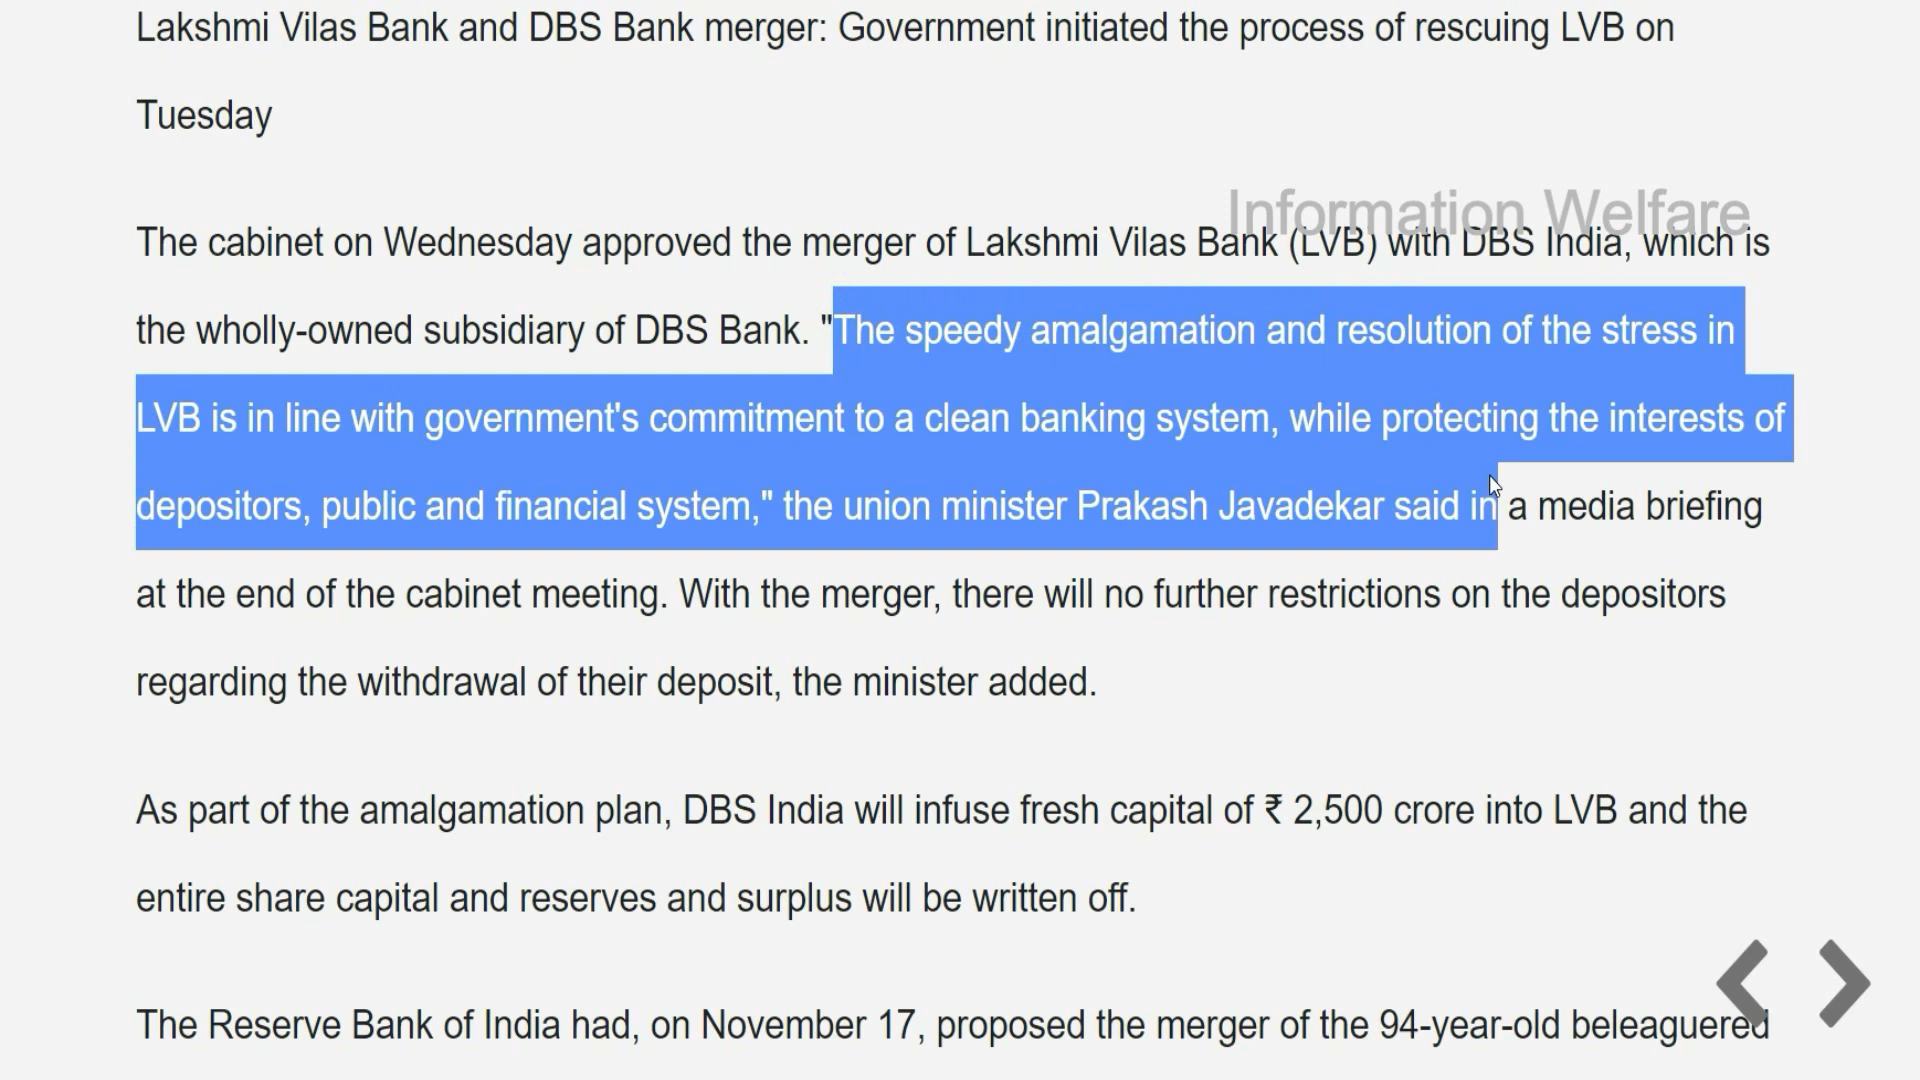 Lakshmi Vilas Bank and DBS Bank merger: Government initiated the process of rescuing LVB on
Tuesday
Information Welfare
The cabinet on Wednesday approved the merger of Lakshmi Vilas Bank (LVB) with DBS India, which is
the wholly-owned subsidiary of DBS Bank. "The speedy amalgamation and resolution of the stress in
LVB is in line with government's commitment to a clean banking system, while protecting the interests of
depositors, public and financial system," the union minister Prakash Javadekar said in a media briefing
at the end of the cabinet meeting. With the merger, there will no further restrictions on the depositors
regarding the withdrawal of their deposit, the minister added.
As part of the amalgamation plan, DBS India will infuse fresh capital of ₹ 2,500 crore into LVB and the
entire share capital and reserves and surplus will be written off.
The Reserve Bank of India had, on November 17, proposed the merger of the 94-year-old beleaguered